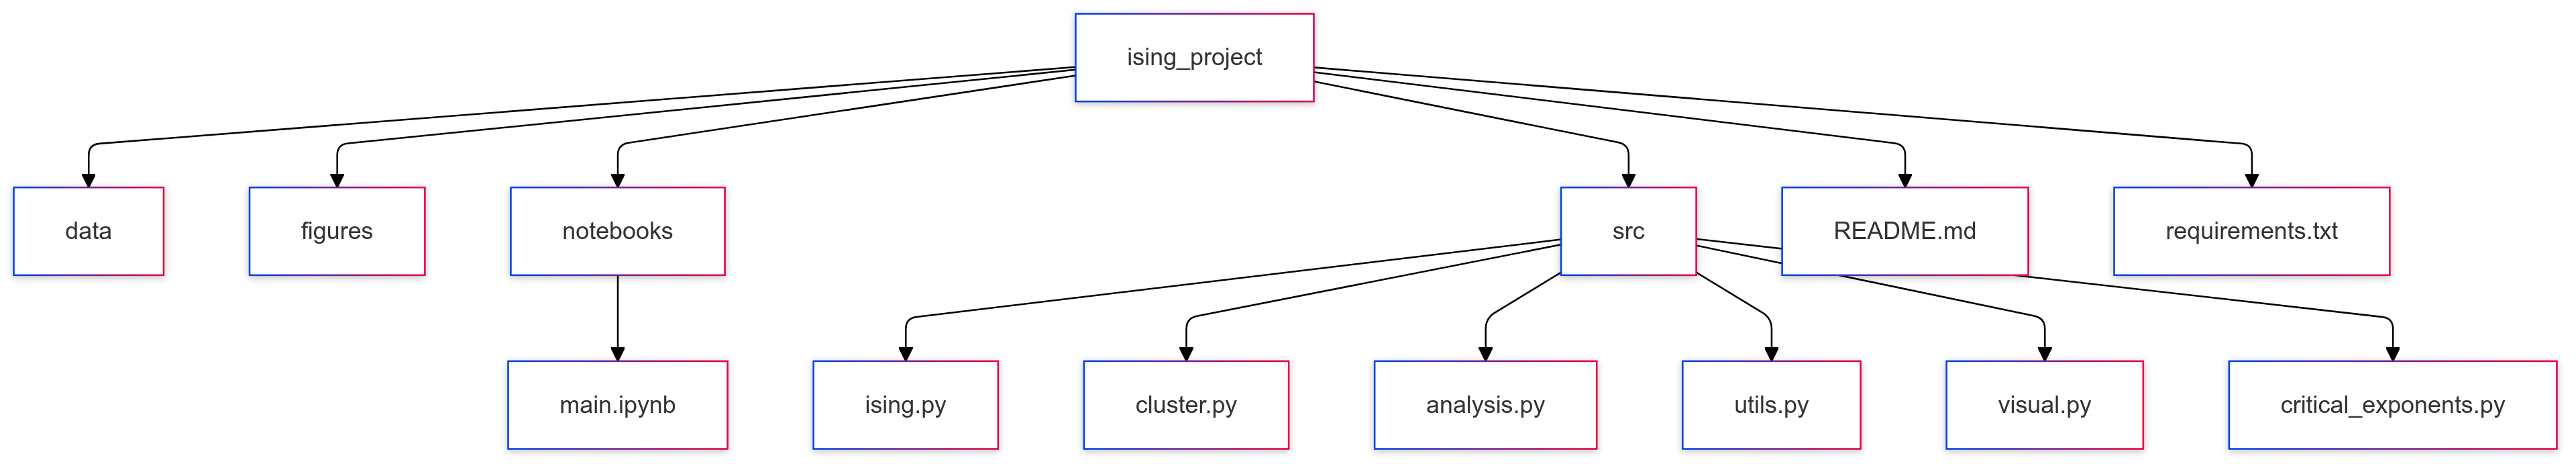 ising_project
data
figures
notebooks
src
README.md
requirements.txt
main.ipynb
ising.py
cluster.py
analysis.py
utils.py
visual.py
critical_exponents.py